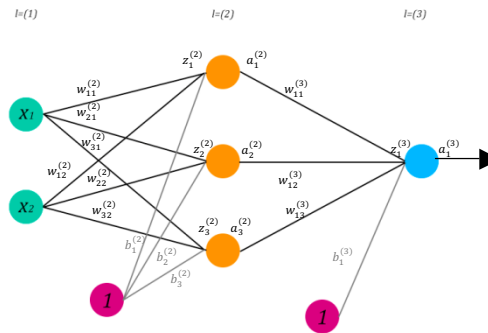 l=(1) l=(2) l=(3)
z₁⁽²⁾ a₁⁽²⁾
w₁₁⁽²⁾ w₁₁⁽³⁾
x₁ w₂₁⁽²⁾
w₃₁⁽²⁾ z₂⁽²⁾ a₂⁽²⁾ z₁⁽³⁾ a₁⁽³⁾
w₁₂⁽²⁾ w₂₂⁽²⁾ w₁₂⁽³⁾
x₂ w₃₂⁽²⁾ z₃⁽²⁾ a₃⁽²⁾ w₁₃⁽³⁾
b₁⁽²⁾ b₂⁽²⁾ b₁⁽³⁾
b₃⁽²⁾
1 1